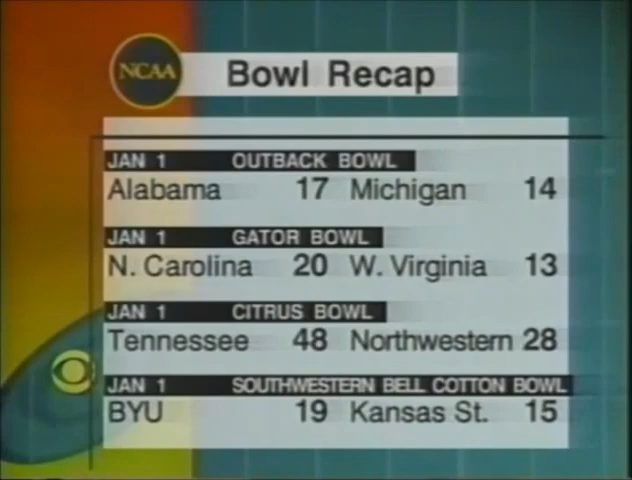 NCAA
Bowl Recap
JAN 1 OUTBACK BOWL
Alabama 17 Michigan 14
JAN 1 GATOR BOWL
N. Carolina 20 W. Virginia 13
JAN 1 CITRUS BOWL
Tennessee 48 Northwestern 28
JAN 1 SOUTHWESTERN BELL COTTON BOWL
BYU 19 Kansas St. 15